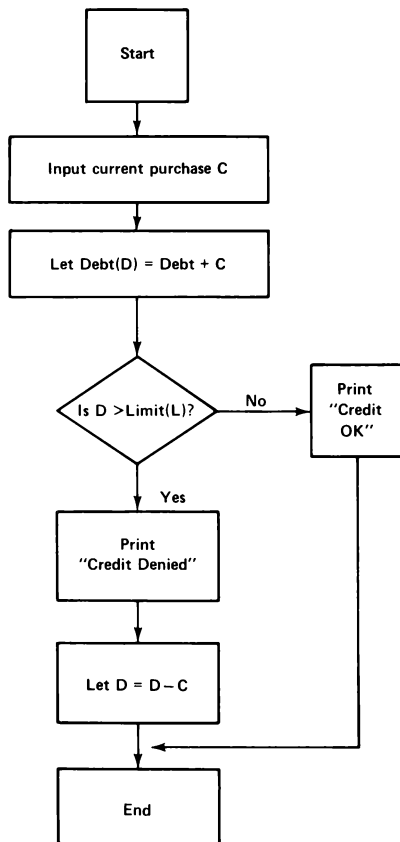 Start
Input current purchase C
Let Debt(D) = Debt + C
Is D >Limit(L)?
No
Print
"Credit
OK"
Yes
Print
"Credit Denied"
Let D = D – C
End